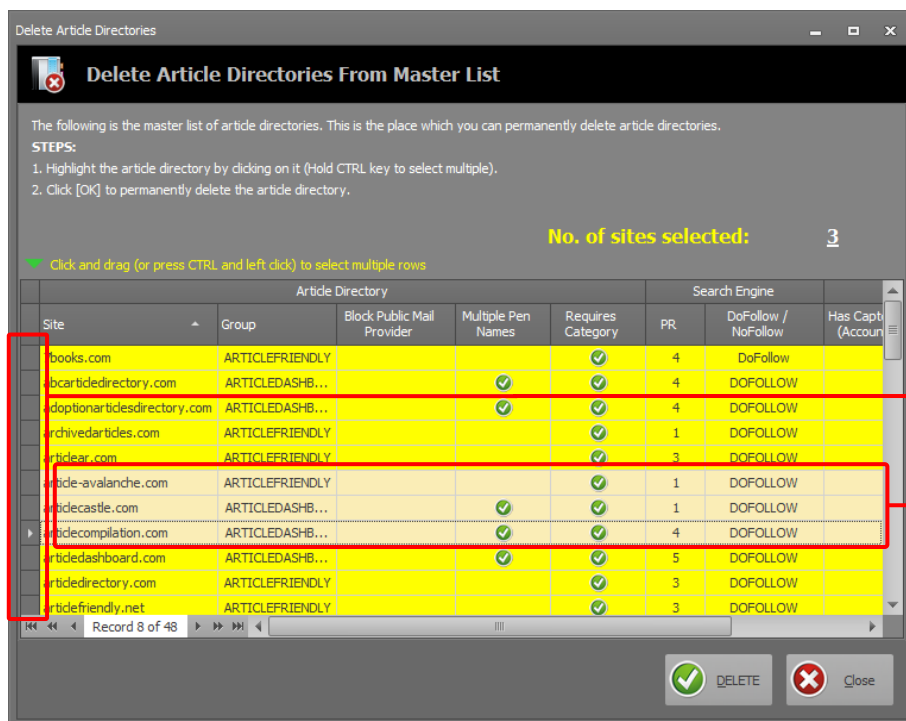 Delete Article Directories
Delete Article Directories From Master List
The following is the master list of article directories. This is the place which you can permanently delete article directories.
STEPS:
1. Highlight the article directory by clicking on it (Hold CTRL key to select multiple).
2. Click [OK] to permanently delete the article directory.
No. of sites selected: 3
Click and drag (or press CTRL and left click) to select multiple rows
Article Directory Search Engine
Site Group Block Public Mail Provider Multiple Pen Names Requires Category PR DoFollow / NoFollow Has Capt (Accoun
7books.com ARTICLEFRIENDLY 4 DoFollow
abcarticledirectory.com ARTICLEDASHB... 4 DOFOLLOW
adoptionarticlesdirectory.com ARTICLEDASHB... 4 DOFOLLOW
archivedarticles.com ARTICLEFRIENDLY 1 DOFOLLOW
articlear.com ARTICLEFRIENDLY 3 DOFOLLOW
article-avalanche.com ARTICLEFRIENDLY 1 DOFOLLOW
articlecastle.com ARTICLEDASHB... 1 DOFOLLOW
articlecompilation.com ARTICLEDASHB... 4 DOFOLLOW
articledashboard.com ARTICLEDASHB... 5 DOFOLLOW
articledirectory.com ARTICLEFRIENDLY 3 DOFOLLOW
articlefriendly.net ARTICLEFRIENDLY 3 DOFOLLOW
Record 8 of 48
DELETE Close